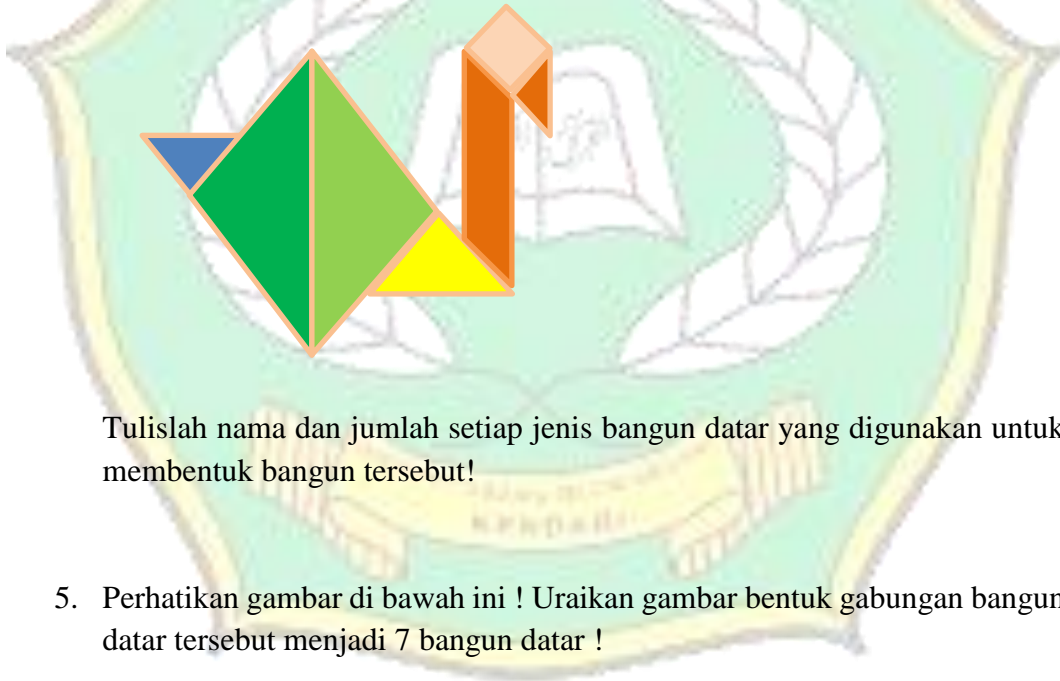 Tulislah nama dan jumlah setiap jenis bangun datar yang digunakan untuk
membentuk bangun tersebut!
KENDARI
5. Perhatikan gambar di bawah ini ! Uraikan gambar bentuk gabungan bangun
datar tersebut menjadi 7 bangun datar !